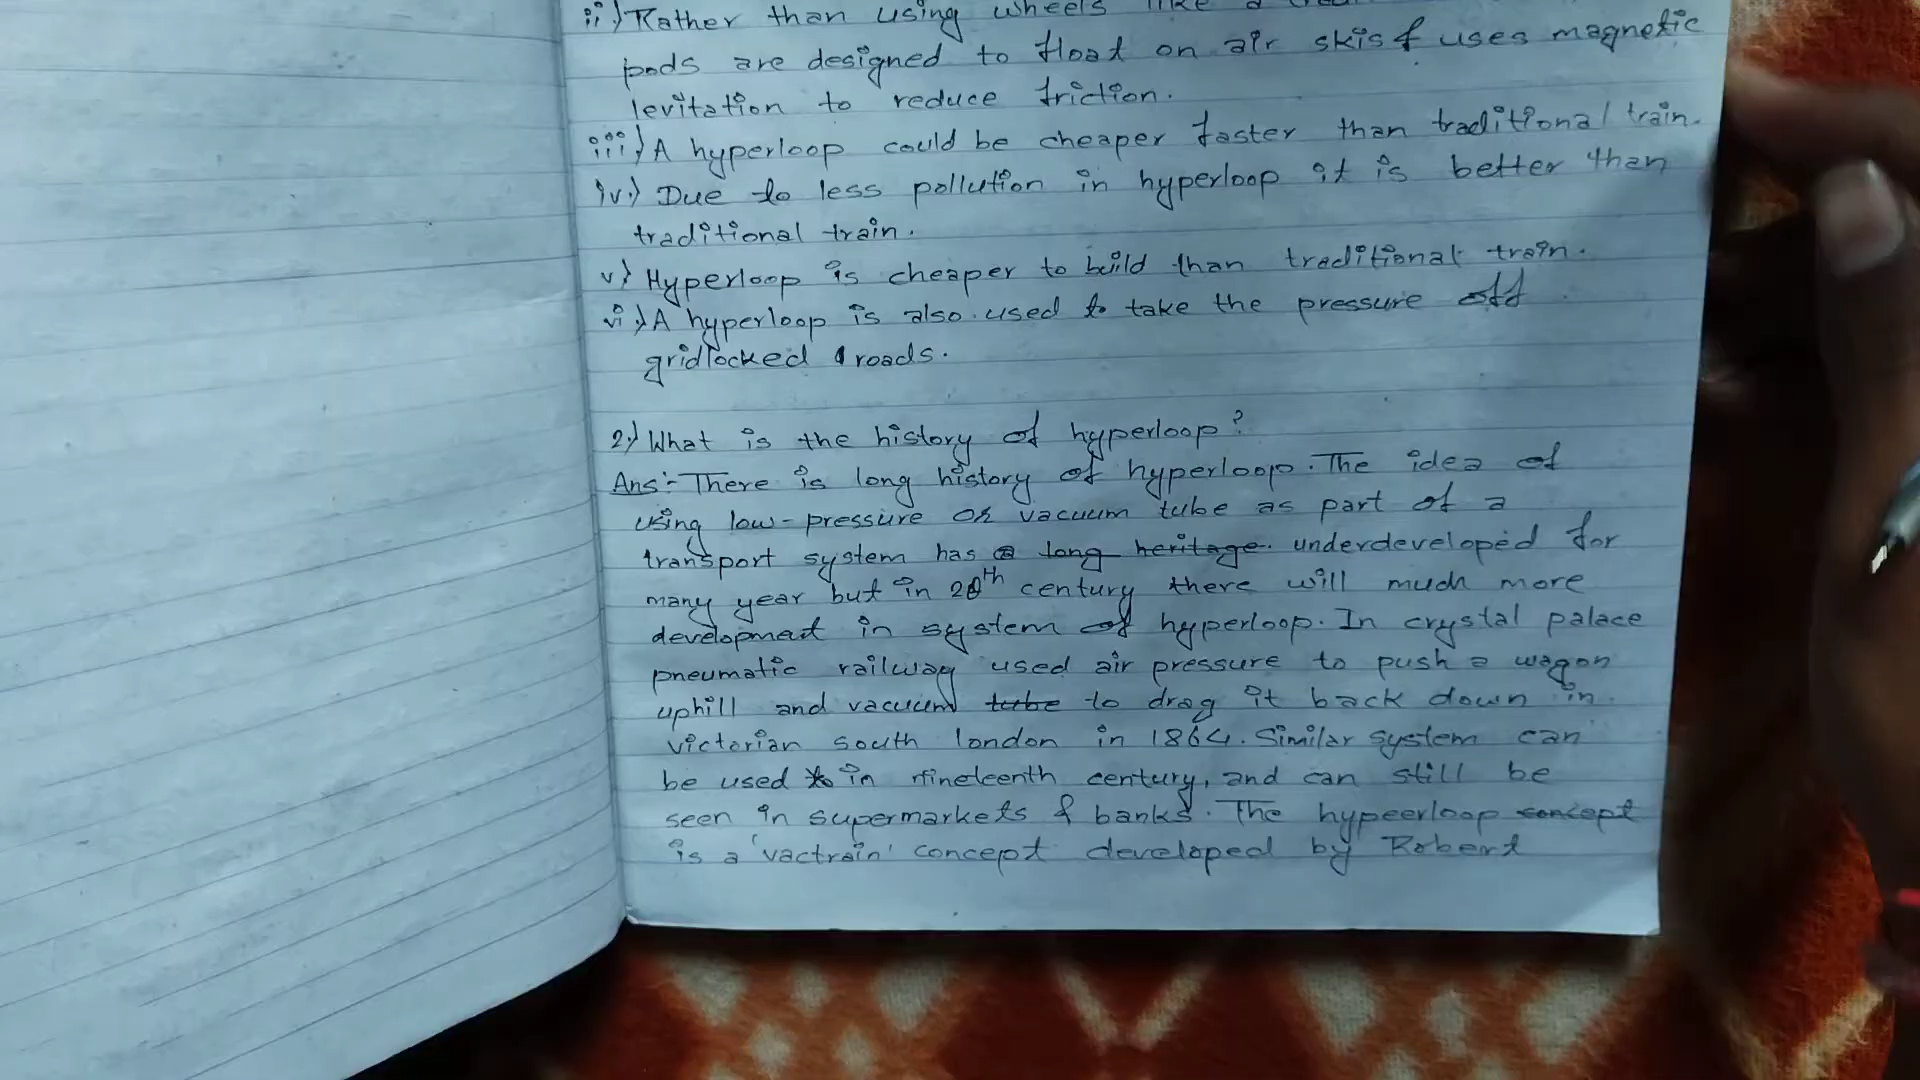 ii.) Rather than using wheels like a
pods are designed to float on air skis & uses magnetic
levitation to reduce friction.
iii) A hyperloop could be cheaper faster than traditional train.
iv.) Due to less pollution in hyperloop it is better than
traditional train.
v) Hyperloop is cheaper to build than traditional train.
vi.) A hyperloop is also used to take the pressure off
gridlocked roads.
2.) What is the history of hyperloop?
Ans:- There is long history of hyperloop. The idea of
using low-pressure or vacuum tube as part of a
transport system has a long heritage. underdeveloped for
many year but in 20th century there will much more
development in system of hyperloop. In crystal palace
pneumatic railway used air pressure to push a wagon
uphill and vacuum tube to drag it back down in
victorian south london in 1864. Similar system can
be used in nineteenth century, and can still be
seen in supermarkets & banks. The hypeerloop concept
is a 'vactrain' concept developed by Robert